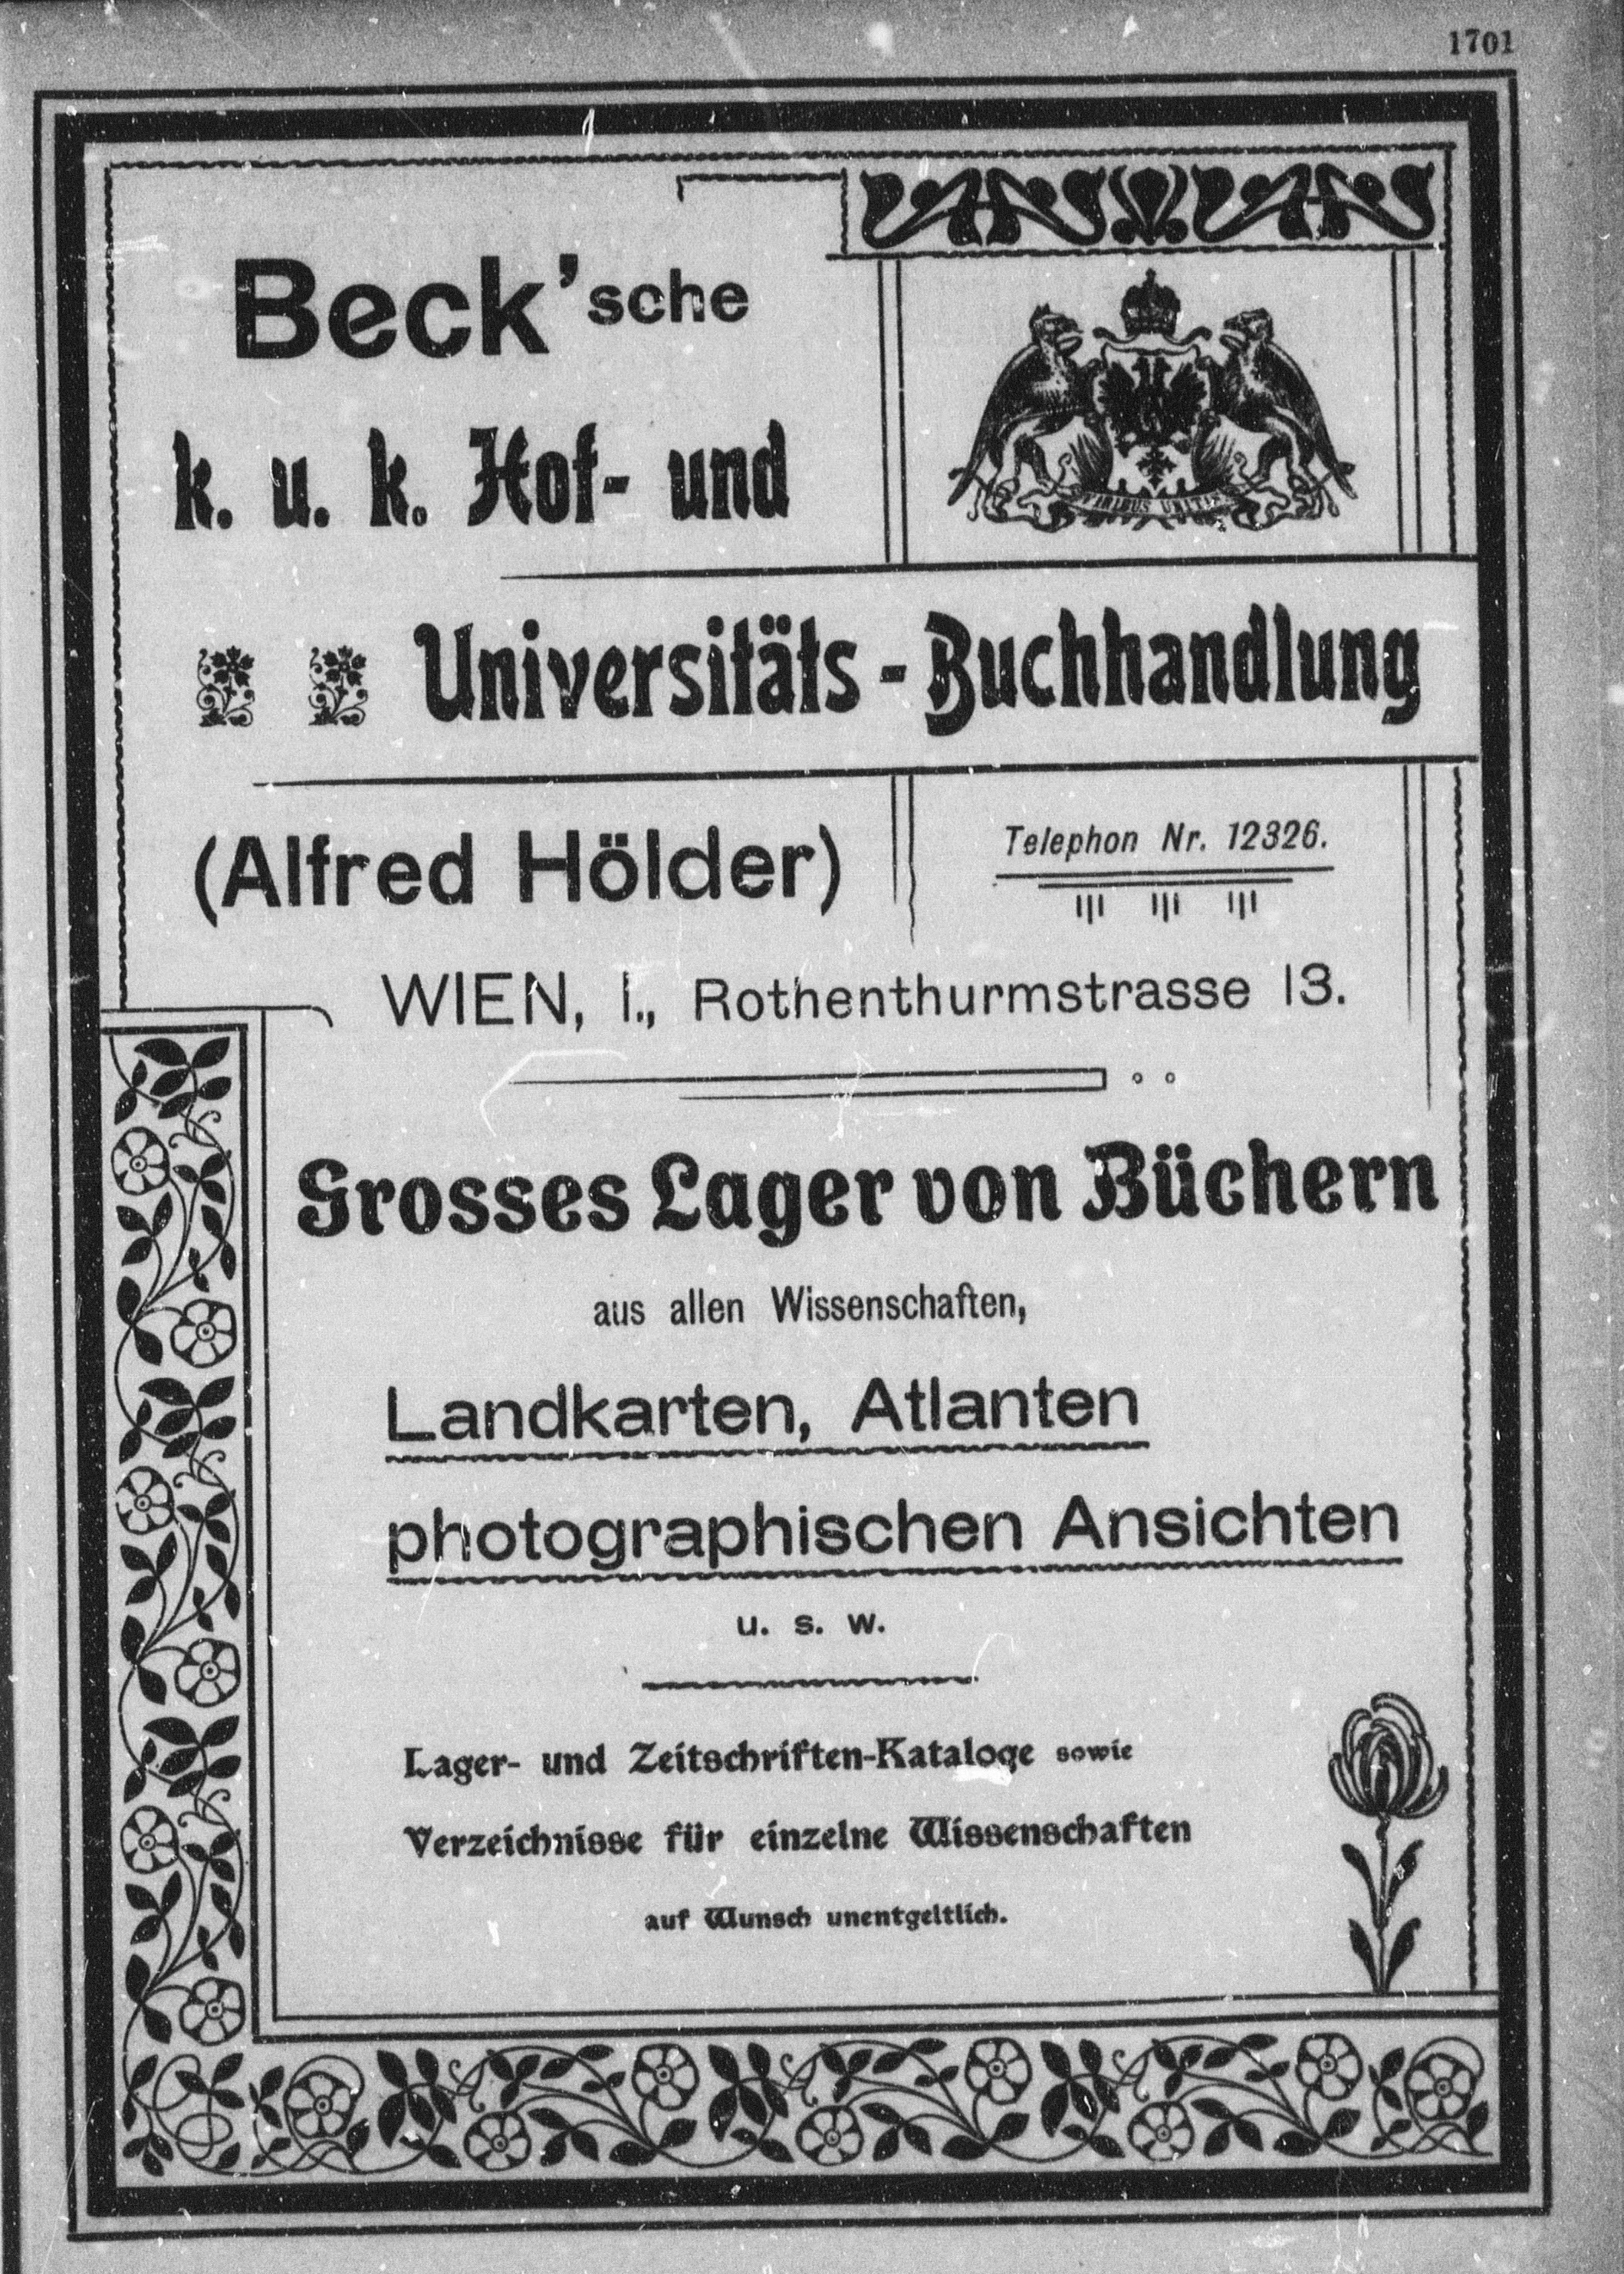 1701
Beck'sche
k. u. k. Hof- und
VIRIBUS UNITIS
Universitäts-Buchhandlung
(Alfred Hölder)
Telephon Nr. 12326.
WIEN, I., Rothenthurmstrasse 13.
Grosses Lager von Büchern
aus allen Wissenschaften,
Landkarten, Atlanten
photographischen Ansichten
u. s. w.
Lager- und Zeitschriften-Kataloge sowie
Verzeichnisse für einzelne Wissenschaften
auf Wunsch unentgeltlich.